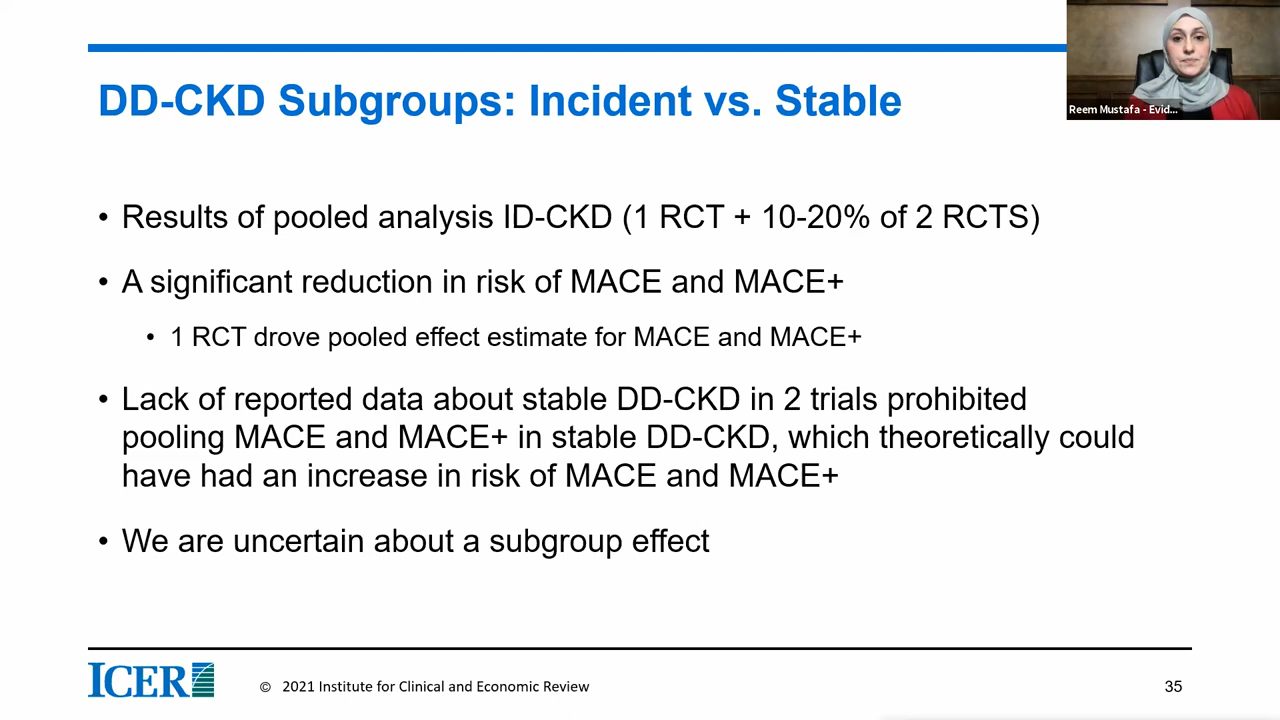 DD-CKD Subgroups: Incident vs. Stable
Reem Mustafa - Evid...
• Results of pooled analysis ID-CKD (1 RCT + 10-20% of 2 RCTS)
• A significant reduction in risk of MACE and MACE+
• 1 RCT drove pooled effect estimate for MACE and MACE+
• Lack of reported data about stable DD-CKD in 2 trials prohibited
pooling MACE and MACE+ in stable DD-CKD, which theoretically could
have had an increase in risk of MACE and MACE+
• We are uncertain about a subgroup effect
ICER
© 2021 Institute for Clinical and Economic Review
35